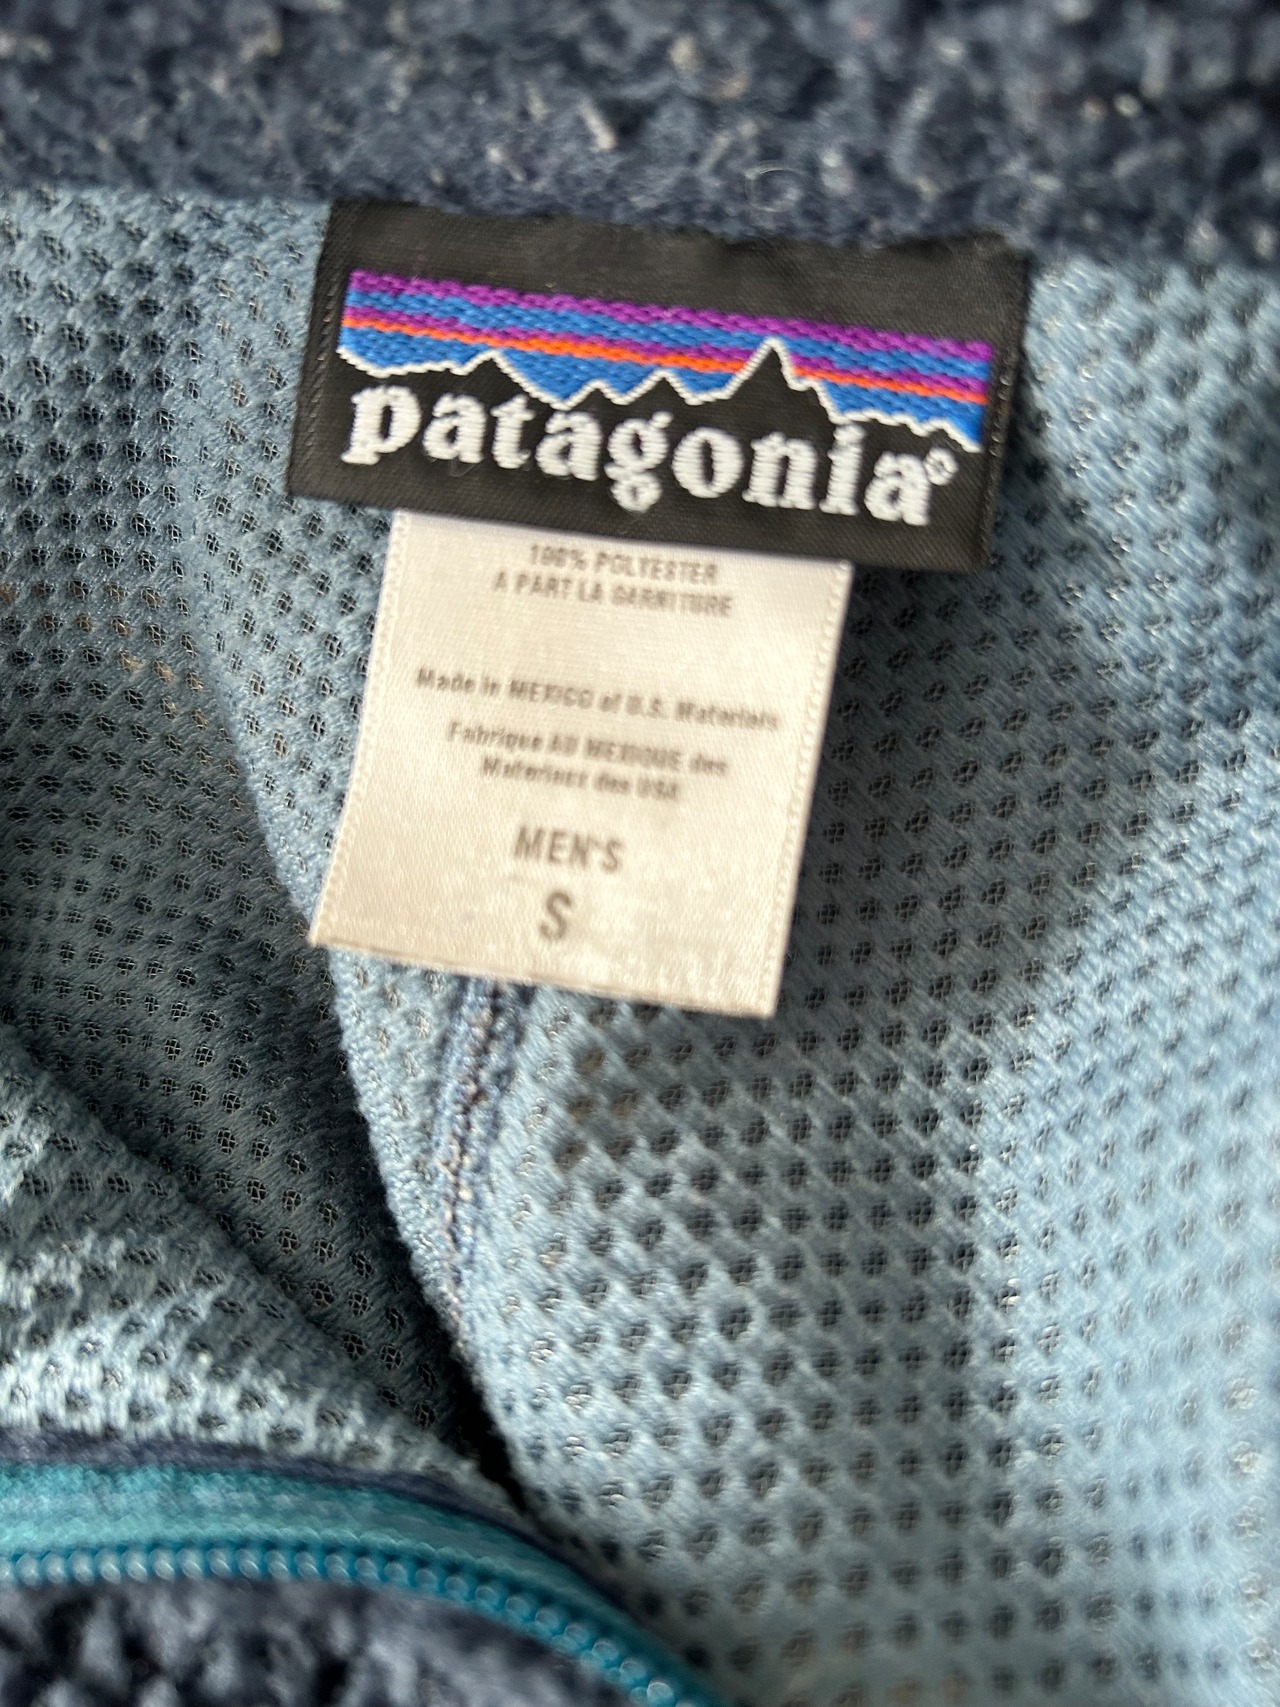 patagonia®
100% POLYESTER
A PART LA GARNITURE
Made in MEXICO of U.S. Materials
Fabrique AU MEXIQUE des
Materiaux des USA
MEN'S
S